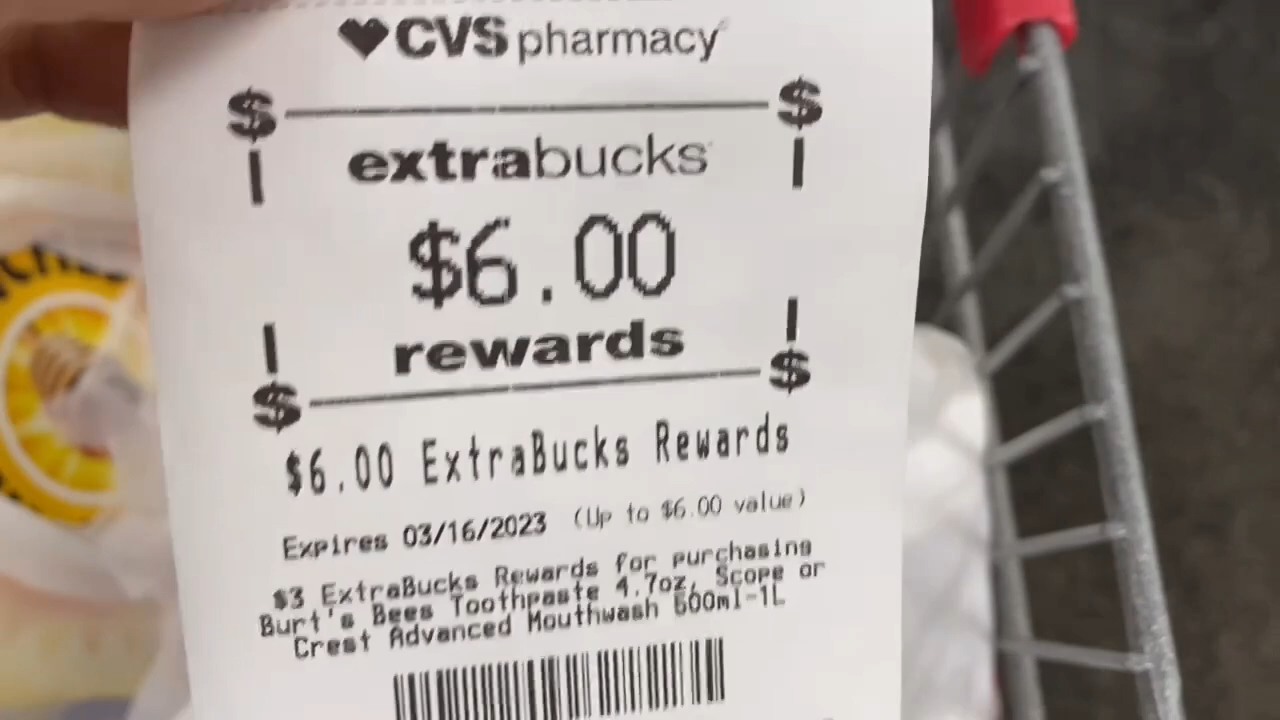 CVS pharmacy
$ $
extrabucks
$6.00
rewards
$ $
$6.00 ExtraBucks Rewards
Expires 03/16/2023 (Up to $6.00 value)
$3 ExtraBucks Rewards for purchasing
Burt's Bees Toothpaste 4.7oz, Scope or
Crest Advanced Mouthwash 500ml-1L